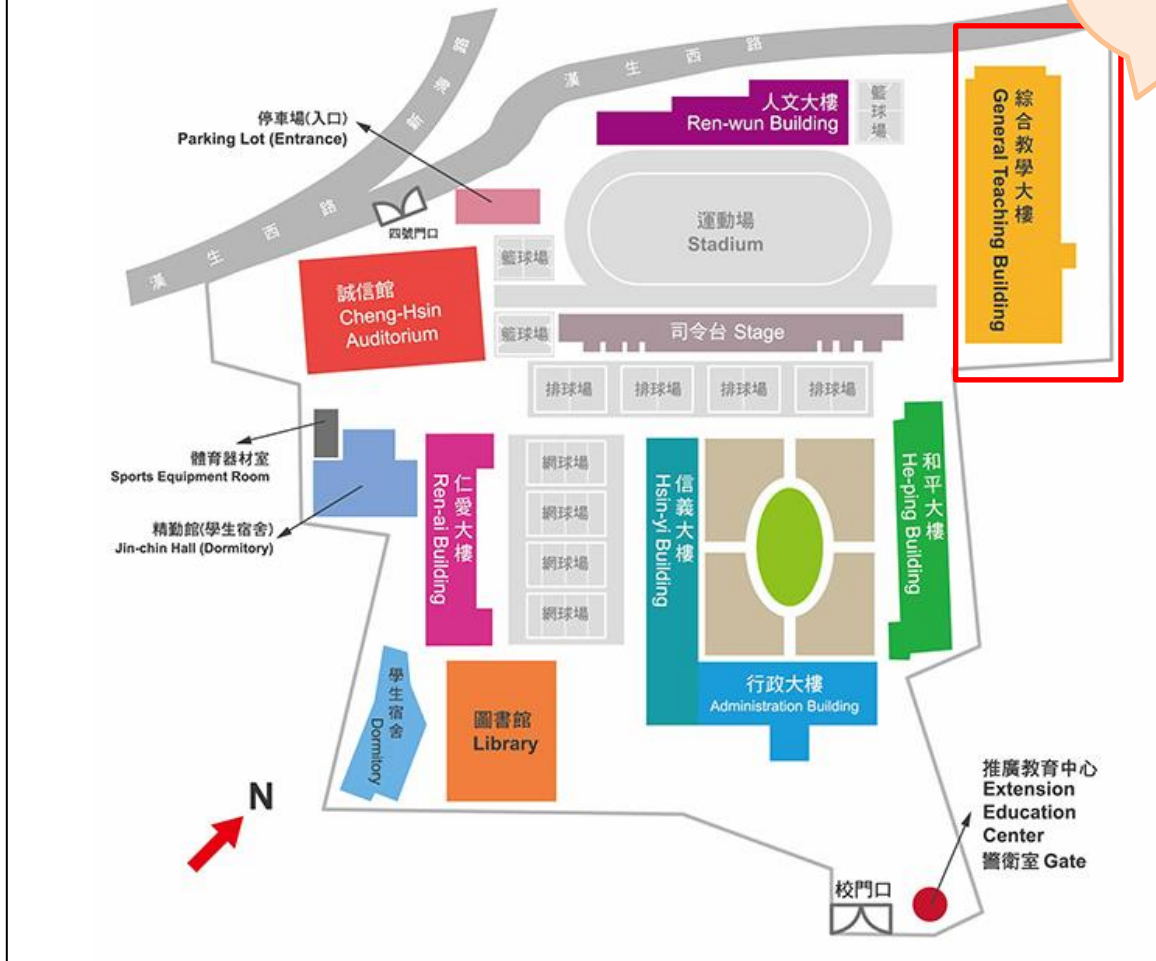 新海路
漢生西路
停車場(入口)
Parking Lot (Entrance)
人文大樓
Ren-wun Building
籃球場
綜合教學大樓
General Teaching Building
漢生西路
四號門口
運動場
Stadium
籃球場
誠信館
Cheng-Hsin
Auditorium
籃球場
司令台 Stage
排球場
排球場
排球場
排球場
體育器材室
Sports Equipment Room
精勤館(學生宿舍)
Jin-chin Hall (Dormitory)
仁愛大樓
Ren-ai Building
網球場
網球場
網球場
網球場
信義大樓
Hsin-yi Building
和平大樓
He-ping Building
學生宿舍
Dormitory
圖書館
Library
行政大樓
Administration Building
N
推廣教育中心
Extension
Education
Center
警衛室 Gate
校門口